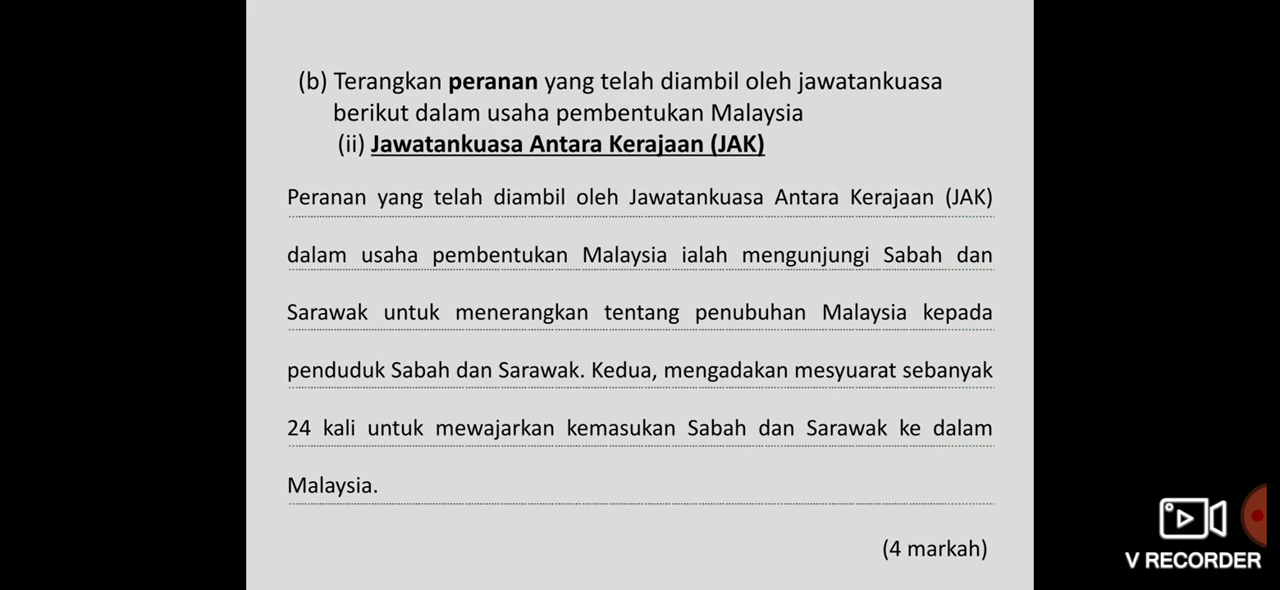 (b) Terangkan peranan yang telah diambil oleh jawatankuasa
berikut dalam usaha pembentukan Malaysia
(ii) Jawatankuasa Antara Kerajaan (JAK)
Peranan yang telah diambil oleh Jawatankuasa Antara Kerajaan (JAK)
dalam usaha pembentukan Malaysia ialah mengunjungi Sabah dan
Sarawak untuk menerangkan tentang penubuhan Malaysia kepada
penduduk Sabah dan Sarawak. Kedua, mengadakan mesyuarat sebanyak
24 kali untuk mewajarkan kemasukan Sabah dan Sarawak ke dalam
Malaysia.
(4 markah)
V RECORDER